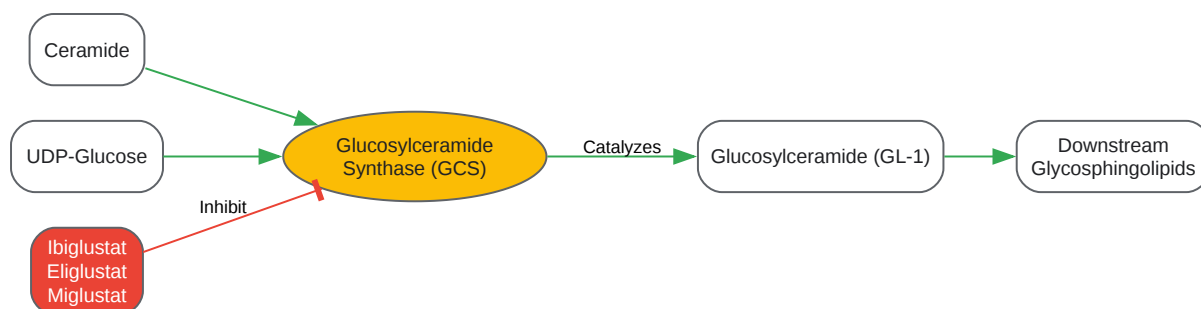 Ceramide
UDP-Glucose
Ibiglustat
Eliglustat
Miglustat
Inhibit
Glucosylceramide
Synthase (GCS)
Catalyzes
Glucosylceramide (GL-1)
Downstream
Glycosphingolipids